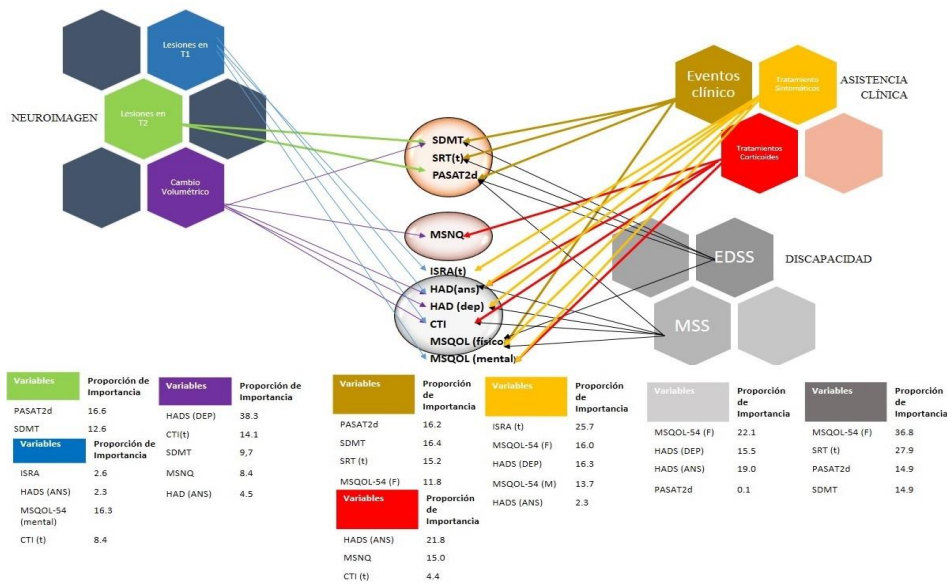 Lesiones en
T1
NEUROIMAGEN
Lesiones en
T2
Cambio
Volumétrico
Eventos
clínico
Tratamiento
Sintomáticos
ASISTENCIA
CLÍNICA
Tratamientos
Corticoides
EDSS
DISCAPACIDAD
MSS
SDMT
SRT(t)
PASAT2d
MSNQ
ISRA(t)
HAD(ans)
HAD (dep)
CTI
MSQOL (físico)
MSQOL (mental)
Variables Proporción de
Importancia
PASAT2d 16.6
SDMT 12.6
Variables Proporción de
Importancia
ISRA 2.6
HADS (ANS) 2.3
MSQOL-54 16.3
(mental)
CTI (t) 8.4
Variables Proporción de
Importancia
HADS (DEP) 38.3
CTI(t) 14.1
SDMT 9,7
MSNQ 8.4
HAD (ANS) 4.5
Variables Proporción
de
Importancia
PASAT2d 16.2
SDMT 16.4
SRT (t) 15.2
MSQOL-54 (F) 11.8
Variables Proporción de
Importancia
HADS (ANS) 21.8
MSNQ 15.0
CTI (t) 4.4
Variables Proporción
de
Importancia
ISRA (t) 25.7
MSQOL-54 (F) 16.0
HADS (DEP) 16.3
MSQOL-54 (M) 13.7
HADS (ANS) 2.3
Variables Proporción
de
Importancia
MSQOL-54 (F) 22.1
HADS (DEP) 15.5
HADS (ANS) 19.0
PASAT2d 0.1
Variables Proporción
de
Importancia
MSQOL-54 (F) 36.8
SRT (t) 27.9
PASAT2d 14.9
SDMT 14.9